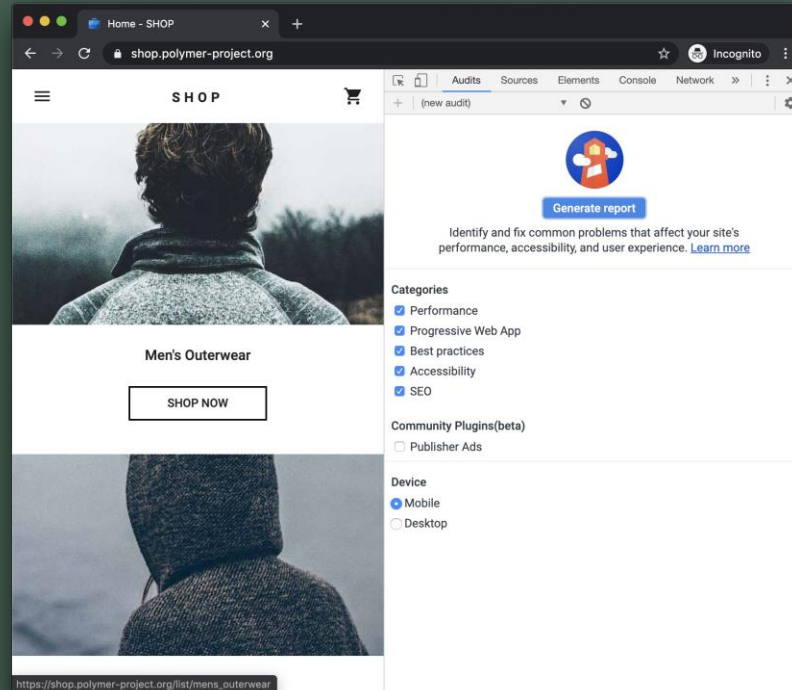 Home - SHOP
shop.polymer-project.org
Incognito
SHOP
Men's Outerwear
SHOP NOW
https://shop.polymer-project.org/list/mens_outerwear
Audits Sources Elements Console Network »
(new audit)
Generate report
Identify and fix common problems that affect your site's
performance, accessibility, and user experience. Learn more
Categories
Performance
Progressive Web App
Best practices
Accessibility
SEO
Community Plugins(beta)
Publisher Ads
Device
Mobile
Desktop